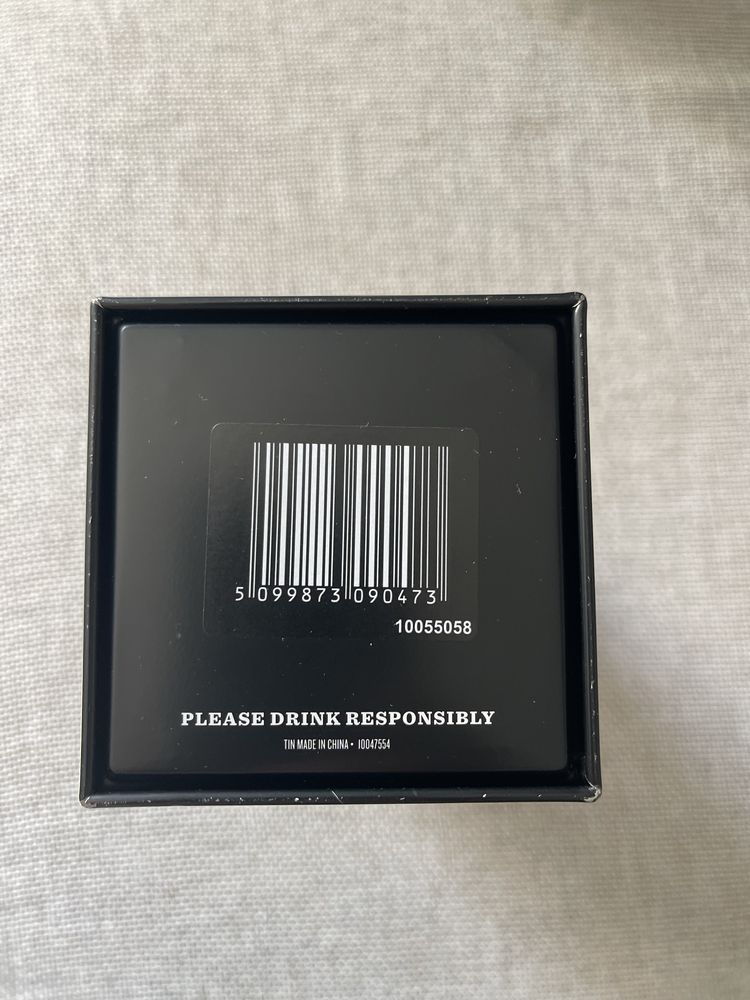 5 099873 090473
10055058
PLEASE DRINK RESPONSIBLY
TIN MADE IN CHINA • 10047554